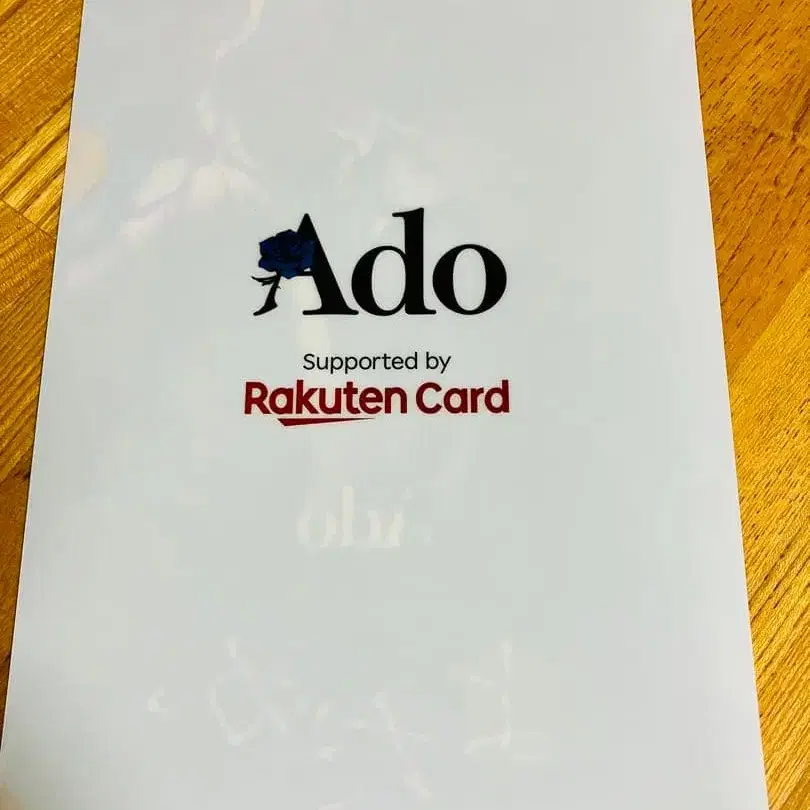 Ado
Supported by
Rakuten Card